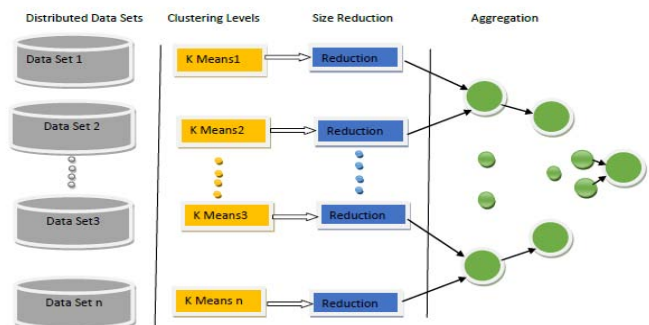 Distributed Data Sets Clustering Levels Size Reduction Aggregation
Data Set 1 K Means1 Reduction
Data Set 2 K Means2 Reduction
Data Set3 K Means3 Reduction
Data Set n K Means n Reduction